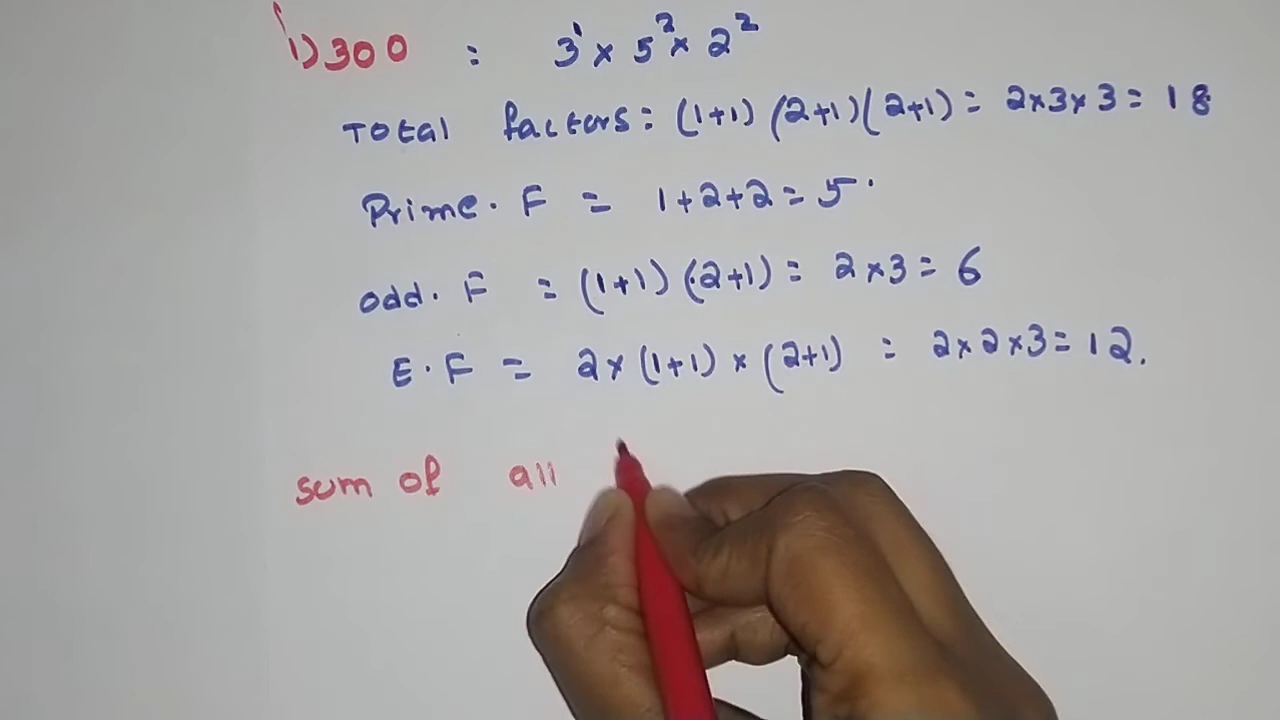 1) 300 : 3¹ × 5² × 2²
Total factors = (1+1) (2+1) (2+1) = 2×3×3 = 18
Prime. F = 1+2+2 = 5.
odd. F = (1+1) (2+1) = 2×3 = 6
E.F = 2×(1+1)×(2+1) = 2×2×3 = 12.
sum of all